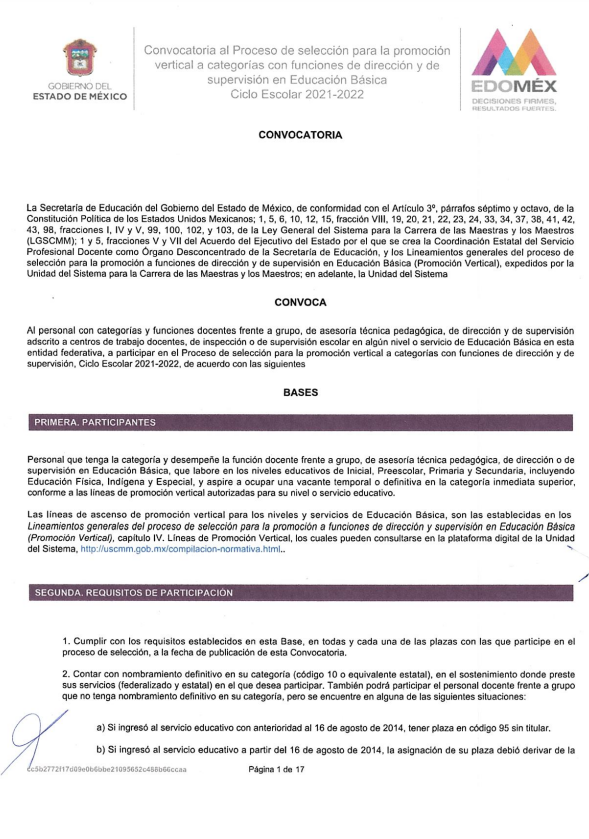 GOBIERNO DEL
ESTADO DE MÉXICO
Convocatoria al Proceso de selección para la promoción
vertical a categorías con funciones de dirección y de
supervisión en Educación Básica
Ciclo Escolar 2021-2022
EDOMÉX
DECISIONES FIRMES,
RESULTADOS FUERTES.
CONVOCATORIA
La Secretaría de Educación del Gobierno del Estado de México, de conformidad con el Artículo 3º, párrafos séptimo y octavo, de la
Constitución Política de los Estados Unidos Mexicanos; 1, 5, 6, 10, 12, 15, fracción VIII, 19, 20, 21, 22, 23, 24, 33, 34, 37, 38, 41, 42,
43, 98, fracciones I, IV y V, 99, 100, 102, y 103, de la Ley General del Sistema para la Carrera de las Maestras y los Maestros
(LGSCMM); 1 y 5, fracciones V y VII del Acuerdo del Ejecutivo del Estado por el que se crea la Coordinación Estatal del Servicio
Profesional Docente como Órgano Desconcentrado de la Secretaría de Educación, y los Lineamientos generales del proceso de
selección para la promoción a funciones de dirección y de supervisión en Educación Básica (Promoción Vertical), expedidos por la
Unidad del Sistema para la Carrera de las Maestras y los Maestros; en adelante, la Unidad del Sistema
CONVOCA
Al personal con categorías y funciones docentes frente a grupo, de asesoría técnica pedagógica, de dirección y de supervisión
adscrito a centros de trabajo docentes, de inspección o de supervisión escolar en algún nivel o servicio de Educación Básica en esta
entidad federativa, a participar en el Proceso de selección para la promoción vertical a categorías con funciones de dirección y de
supervisión, Ciclo Escolar 2021-2022, de acuerdo con las siguientes
BASES
PRIMERA. PARTICIPANTES
Personal que tenga la categoría y desempeñe la función docente frente a grupo, de asesoría técnica pedagógica, de dirección o de
supervisión en Educación Básica, que labore en los niveles educativos de Inicial, Preescolar, Primaria y Secundaria, incluyendo
Educación Física, Indígena y Especial, y aspire a ocupar una vacante temporal o definitiva en la categoría inmediata superior,
conforme a las líneas de promoción vertical autorizadas para su nivel o servicio educativo.
Las líneas de ascenso de promoción vertical para los niveles y servicios de Educación Básica, son las establecidas en los
Lineamientos generales del proceso de selección para la promoción a funciones de dirección y supervisión en Educación Básica
(Promoción Vertical), capítulo IV. Líneas de Promoción Vertical, los cuales pueden consultarse en la plataforma digital de la Unidad
del Sistema, http://uscmm.gob.mx/compilacion-normativa.html..
SEGUNDA. REQUISITOS DE PARTICIPACIÓN
1. Cumplir con los requisitos establecidos en esta Base, en todas y cada una de las plazas con las que participe en el
proceso de selección, a la fecha de publicación de esta Convocatoria.
2. Contar con nombramiento definitivo en su categoría (código 10 o equivalente estatal), en el sostenimiento donde preste
sus servicios (federalizado y estatal) en el que desea participar. También podrá participar el personal docente frente a grupo
que no tenga nombramiento definitivo en su categoría, pero se encuentre en alguna de las siguientes situaciones:
a) Si ingresó al servicio educativo con anterioridad al 16 de agosto de 2014, tener plaza en código 95 sin titular.
b) Si ingresó al servicio educativo a partir del 16 de agosto de 2014, la asignación de su plaza debió derivar de la
Página 1 de 17